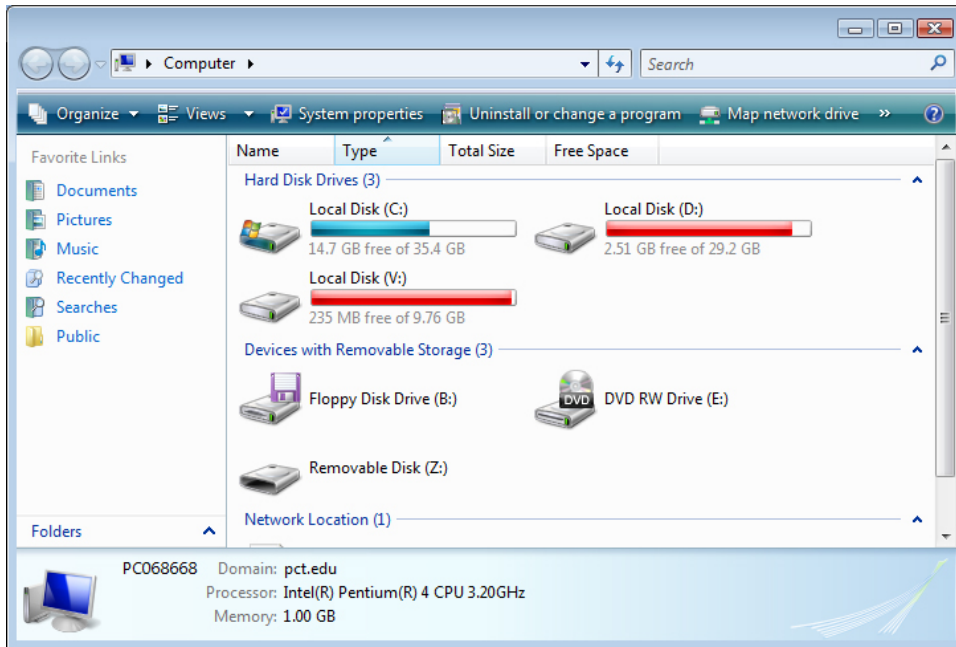 Computer
Search
Organize Views System properties Uninstall or change a program Map network drive »
Favorite Links
Documents
Pictures
Music
Recently Changed
Searches
Public
Folders
Name Type Total Size Free Space
Hard Disk Drives (3)
Local Disk (C:)
14.7 GB free of 35.4 GB
Local Disk (D:)
2.51 GB free of 29.2 GB
Local Disk (V:)
235 MB free of 9.76 GB
Devices with Removable Storage (3)
Floppy Disk Drive (B:)
DVD
DVD RW Drive (E:)
Removable Disk (Z:)
Network Location (1)
PC068668 Domain: pct.edu
Processor: Intel(R) Pentium(R) 4 CPU 3.20GHz
Memory: 1.00 GB